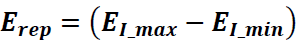 E_rep = (E_I_max − E_I_min)